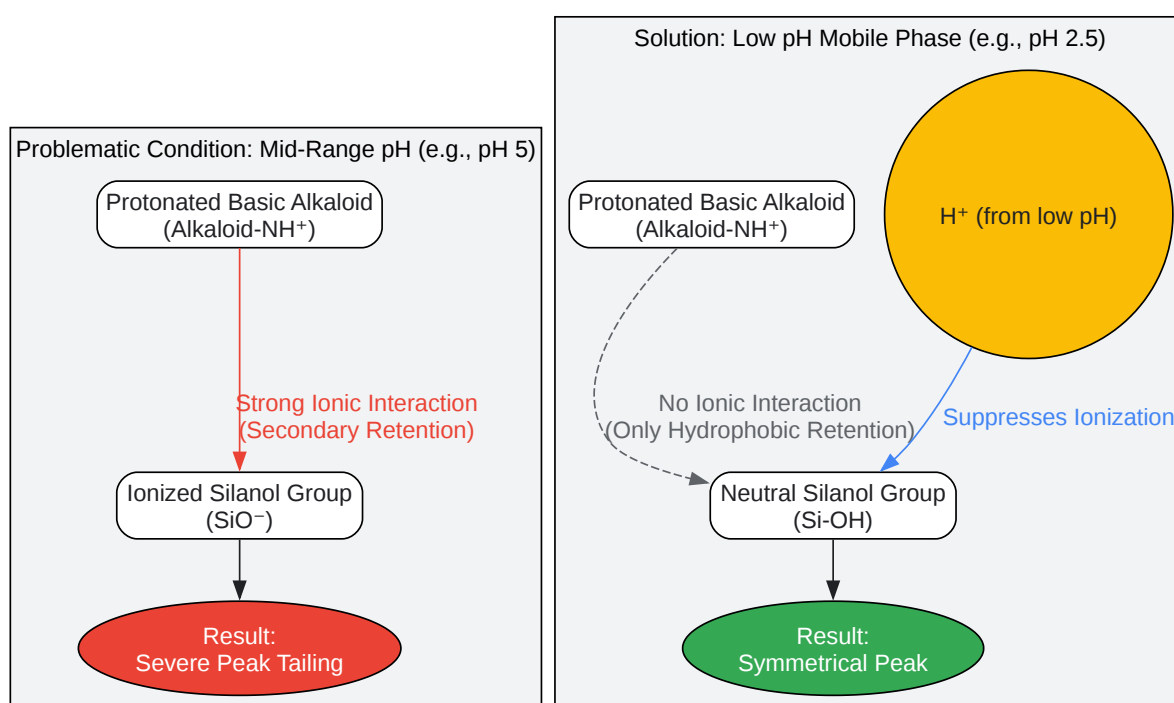 Problematic Condition: Mid-Range pH (e.g., pH 5)
Protonated Basic Alkaloid
(Alkaloid-NH⁺)
Strong Ionic Interaction
(Secondary Retention)
Ionized Silanol Group
(SiO⁻)
Result:
Severe Peak Tailing
Solution: Low pH Mobile Phase (e.g., pH 2.5)
Protonated Basic Alkaloid
(Alkaloid-NH⁺)
H⁺ (from low pH)
No Ionic Interaction
(Only Hydrophobic Retention)
Suppresses Ionization
Neutral Silanol Group
(Si-OH)
Result:
Symmetrical Peak